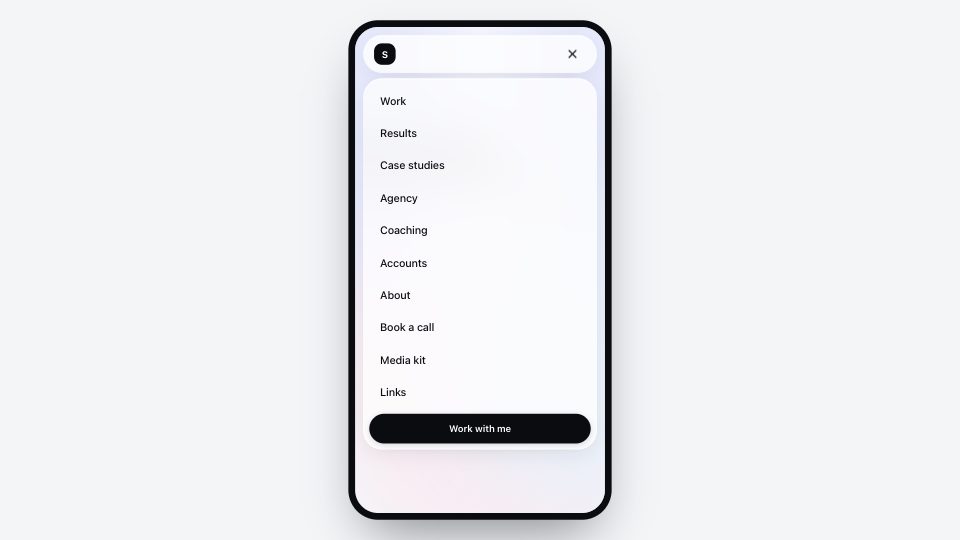 S
Work
Results
Case studies
Agency
Coaching
Accounts
About
Book a call
Media kit
Links
Work with me